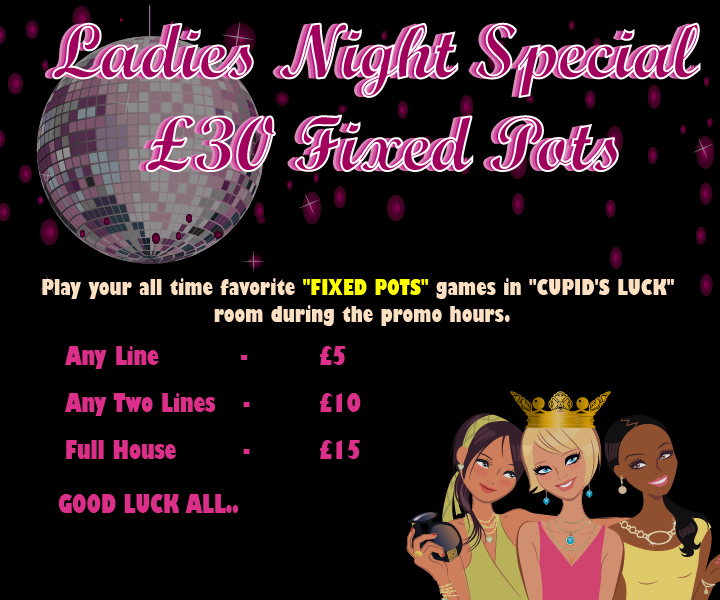 Ladies Night Special
£30 Fixed Pots
Play your all time favorite "FIXED POTS" games in "CUPID'S LUCK"
room during the promo hours.
Any Line - £5
Any Two Lines - £10
Full House - £15
GOOD LUCK ALL..